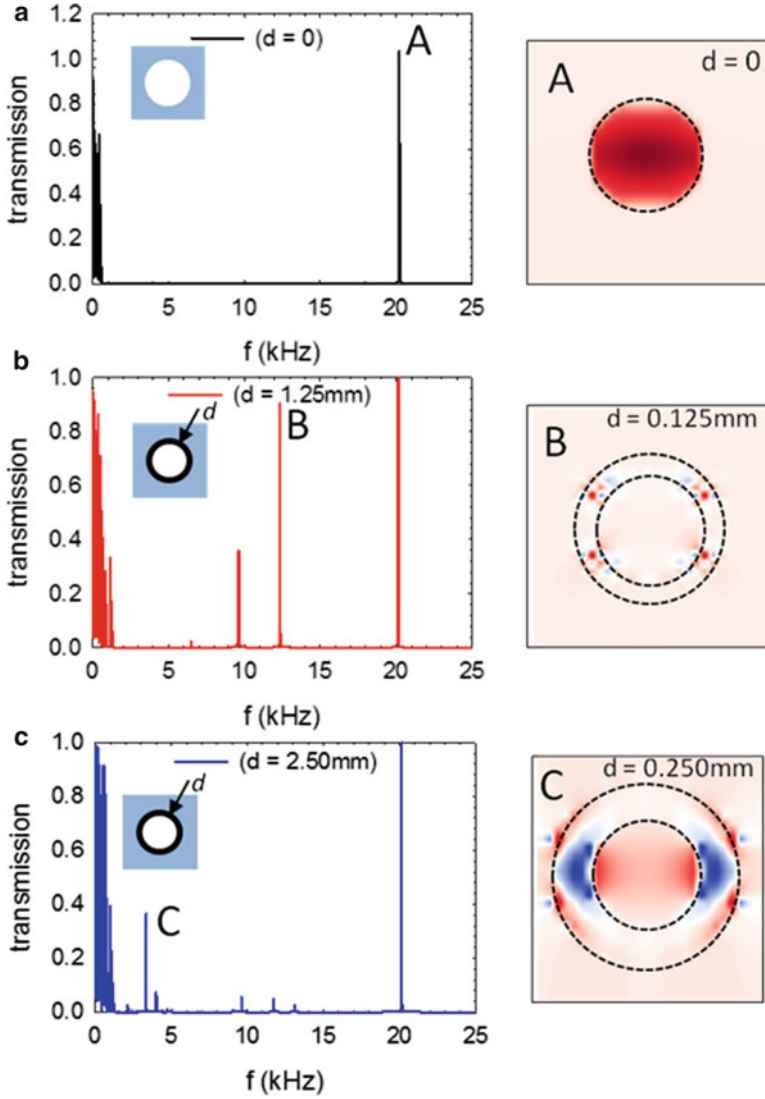 a
1.2
1.0
0.8
0.6
0.4
0.2
0.0
transmission
(d = 0)
A
0 5 10 15 20 25
f (kHz)
A
d = 0
b
1.0
0.8
0.6
0.4
0.2
0.0
transmission
(d = 1.25mm)
d
B
0 5 10 15 20 25
f (kHz)
B
d = 0.125mm
c
1.0
0.8
0.6
0.4
0.2
0.0
transmission
(d = 2.50mm)
d
C
0 5 10 15 20 25
f (kHz)
C
d = 0.250mm